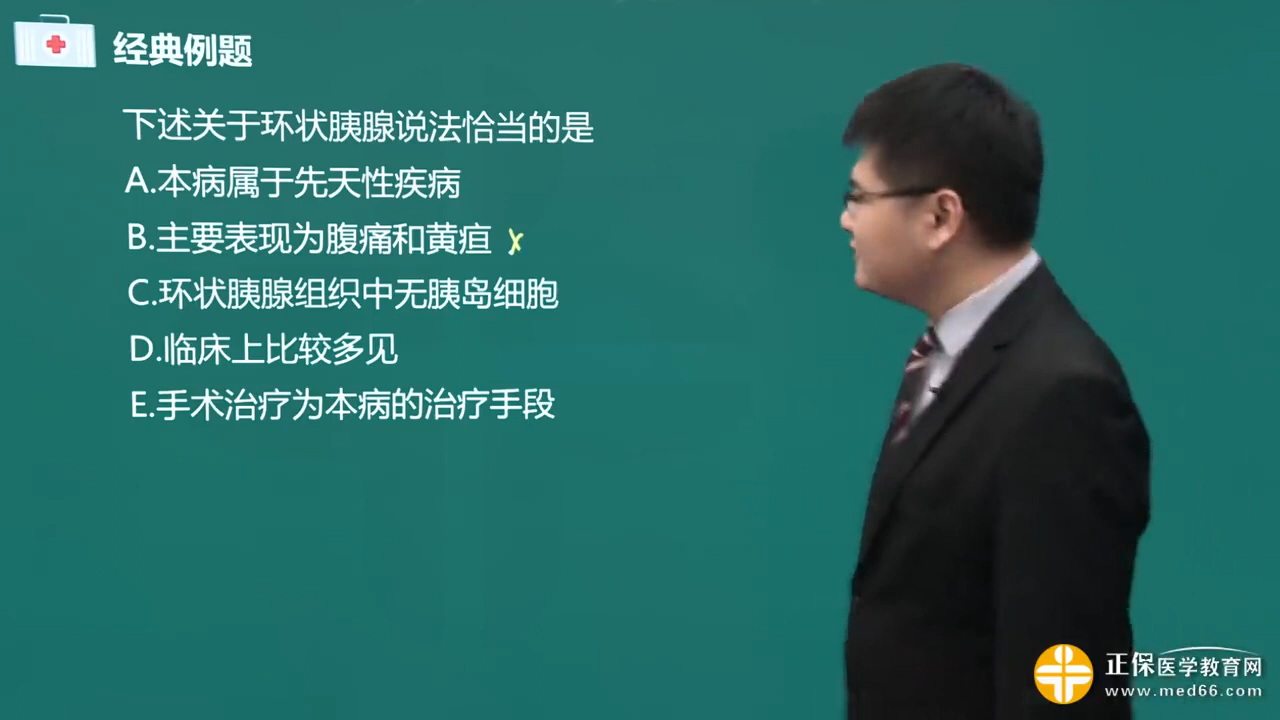 经典例题
下述关于环状胰腺说法恰当的是
A.本病属于先天性疾病
B.主要表现为腹痛和黄疸 x
C.环状胰腺组织中无胰岛细胞
D.临床上比较多见
E.手术治疗为本病的治疗手段
正保医学教育网
www.med66.com